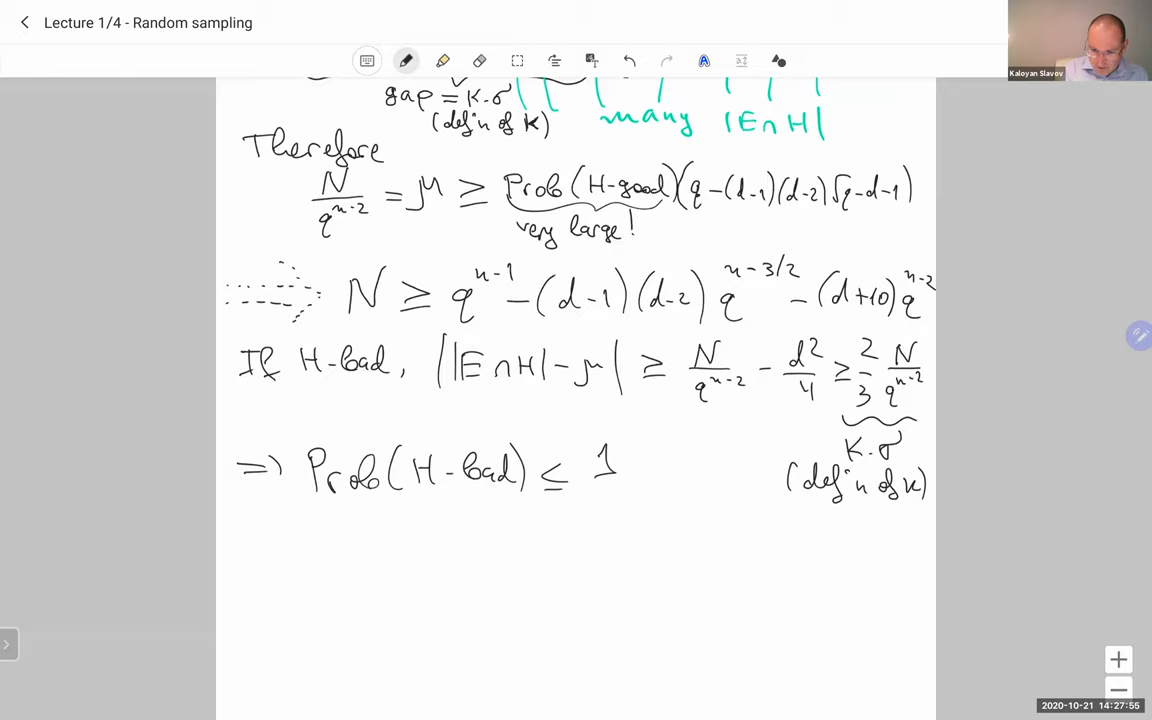 Lecture 1/4 - Random sampling
Kaloyan Slavov
gap = K·σ
(def'n of k)
many |E∩H|
Therefore
N/q^{n-2} = μ ≥ Prob(H-good)(q-(d-1)(d-2)√q-d-1)
very large!
N ≥ q^{n-1} - (d-1)(d-2) q^{n-3/2} - (d+10)q^{n-2}
If H-bad, ||E∩H|-μ| ≥ N/q^{n-2} - d²/4 ≥ 2/3 N/q^{n-2}
K·σ
(def'n of k)
=> Prob(H-bad) ≤ 1
2020-10-21 14:27:55